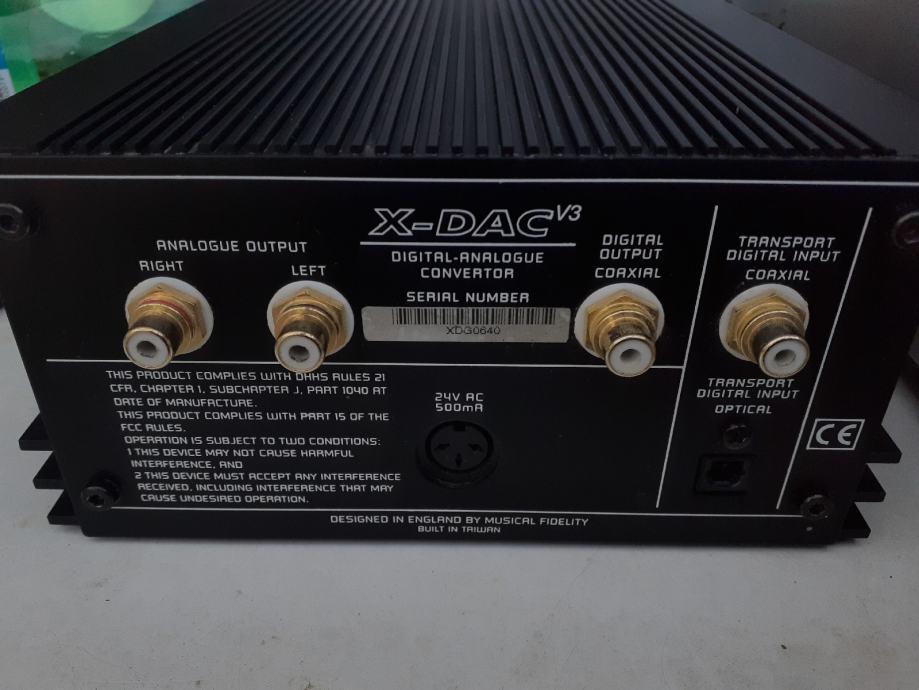 X-DAC V3
DIGITAL-ANALOGUE
CONVERTOR
SERIAL NUMBER
XDG0640
ANALOGUE OUTPUT
RIGHT
LEFT
DIGITAL
OUTPUT
COAXIAL
TRANSPORT
DIGITAL INPUT
COAXIAL
THIS PRODUCT COMPLIES WITH DHHS RULES 21
CFR, CHAPTER 1, SUBCHAPTER J, PART 1040 AT
DATE OF MANUFACTURE.
THIS PRODUCT COMPLIES WITH PART 15 OF THE
FCC RULES.
OPERATION IS SUBJECT TO TWO CONDITIONS:
1 THIS DEVICE MAY NOT CAUSE HARMFUL
INTERFERENCE, AND
2 THIS DEVICE MUST ACCEPT ANY INTERFERENCE
RECEIVED, INCLUDING INTERFERENCE THAT MAY
CAUSE UNDESIRED OPERATION.
24V AC
500mA
TRANSPORT
DIGITAL INPUT
OPTICAL
CE
DESIGNED IN ENGLAND BY MUSICAL FIDELITY
BUILT IN TAIWAN